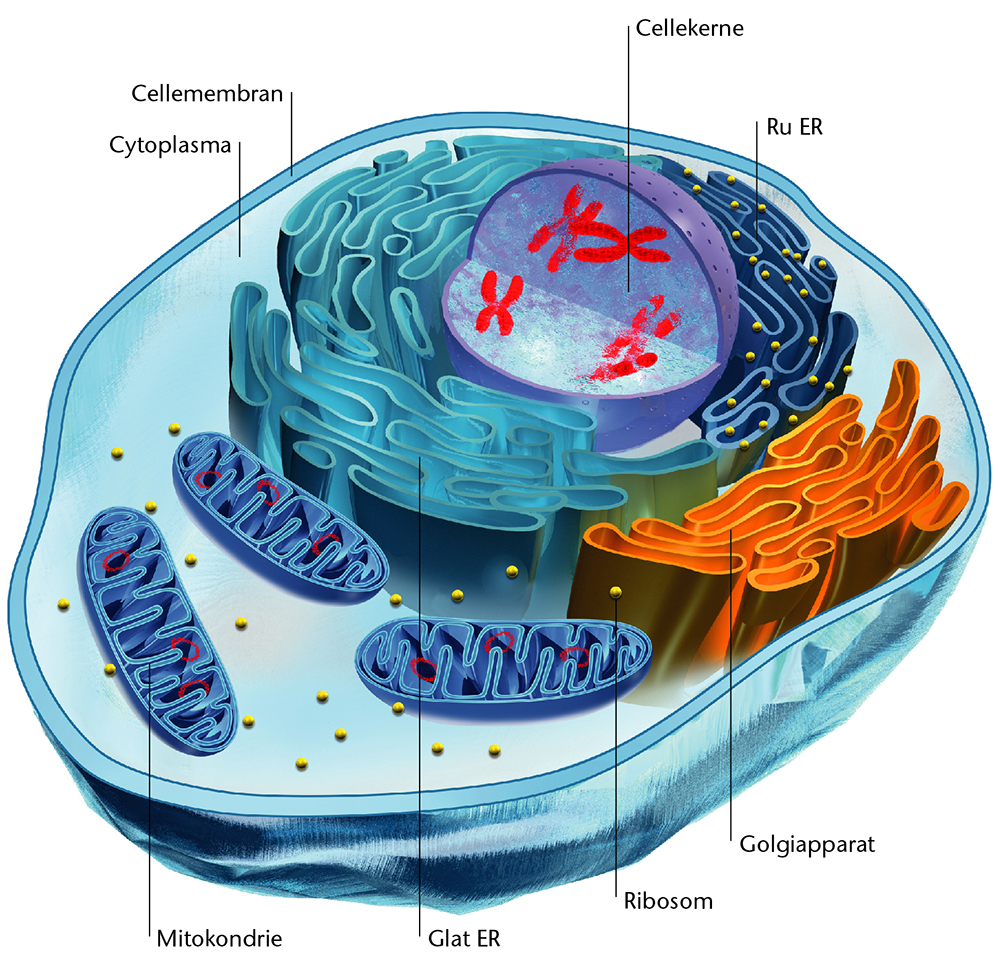 Cellekerne
Cellemembran
Ru ER
Cytoplasma
Golgiapparat
Ribosom
Mitokondrie
Glat ER